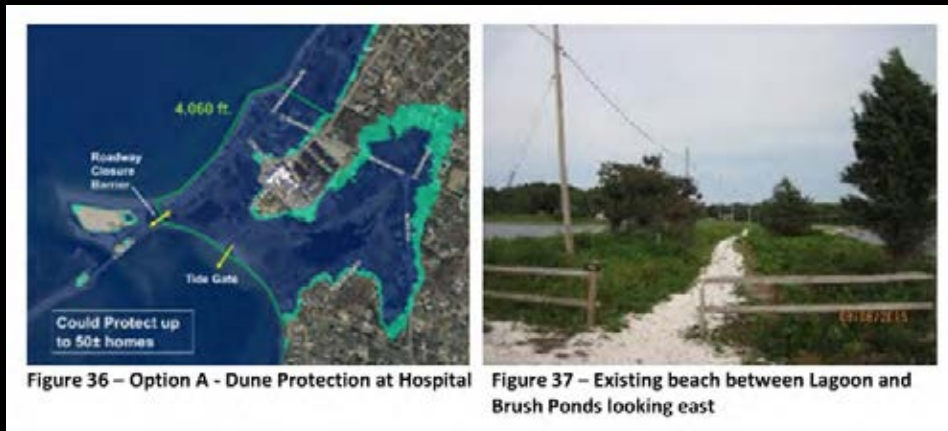 4,060 ft.
Roadway
Closure
Barrier
Tide Gate
Could Protect up
to 50± homes
Figure 36 – Option A - Dune Protection at Hospital
Figure 37 – Existing beach between Lagoon and
Brush Ponds looking east